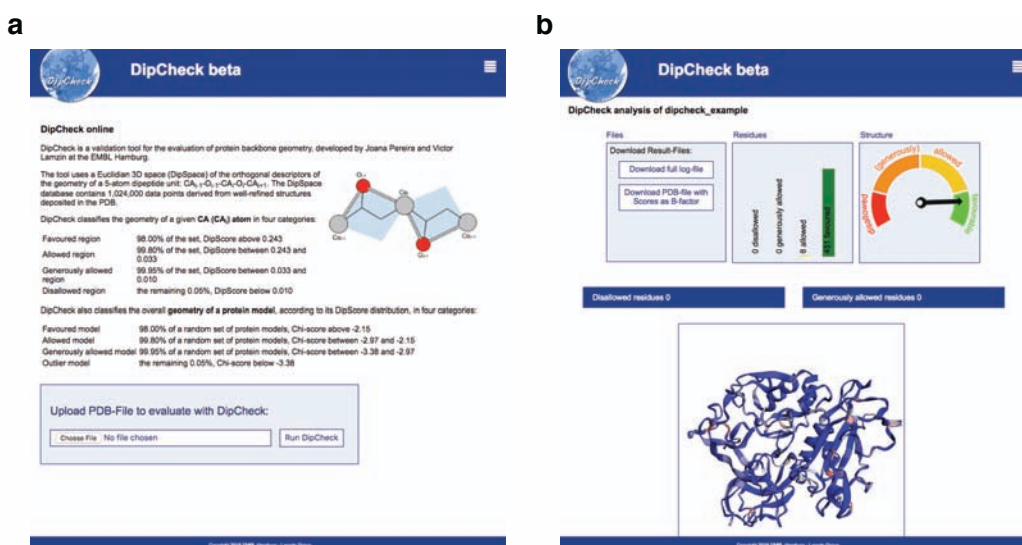 a
DipCheck
DipCheck beta
DipCheck online
DipCheck is a validation tool for the evaluation of protein backbone geometry, developed by Joana Pereira and Victor
Lamzin at the EMBL Hamburg.
The tool uses a Euclidian 3D space (DipSpace) of the orthogonal descriptors
of the geometry of a 5-atom dipeptide unit: CAi-1-Oi-1-CAi-Oi-CAi+1. The DipSpace
database contains 1,024,000 data points derived from well-refined structures
deposited in the PDB.
DipCheck classifies the geometry of a given CA (CAi) atom in four categories:
Favoured region 98.00% of the set, DipScore above 0.243
Allowed region 99.80% of the set, DipScore between 0.243 and
0.033
Generously allowed 99.95% of the set, DipScore between 0.033 and
region 0.010
Disallowed region the remaining 0.05%, DipScore below 0.010
DipCheck also classifies the overall geometry of a protein model, according to its DipScore distribution, in four categories:
Favoured model 98.00% of a random set of protein models, Chi-score above -2.15
Allowed model 99.80% of a random set of protein models, Chi-score between -2.97 and -2.15
Generously allowed model 99.95% of a random set of protein models, Chi-score between -3.38 and -2.97
Outlier model the remaining 0.05%, Chi-score below -3.38
Upload PDB-File to evaluate with DipCheck:
Choose File No file chosen
Run DipCheck
b
DipCheck
DipCheck beta
DipCheck analysis of dipcheck_example
Files
Download Result-Files:
Download full log-file
Download PDB-file with
Scores as B-factor
Residues
0 disallowed
0 generously allowed
8 allowed
favoured
Structure
disallowed
(generously)
allowed
favourable
Disallowed residues 0
Generously allowed residues 0